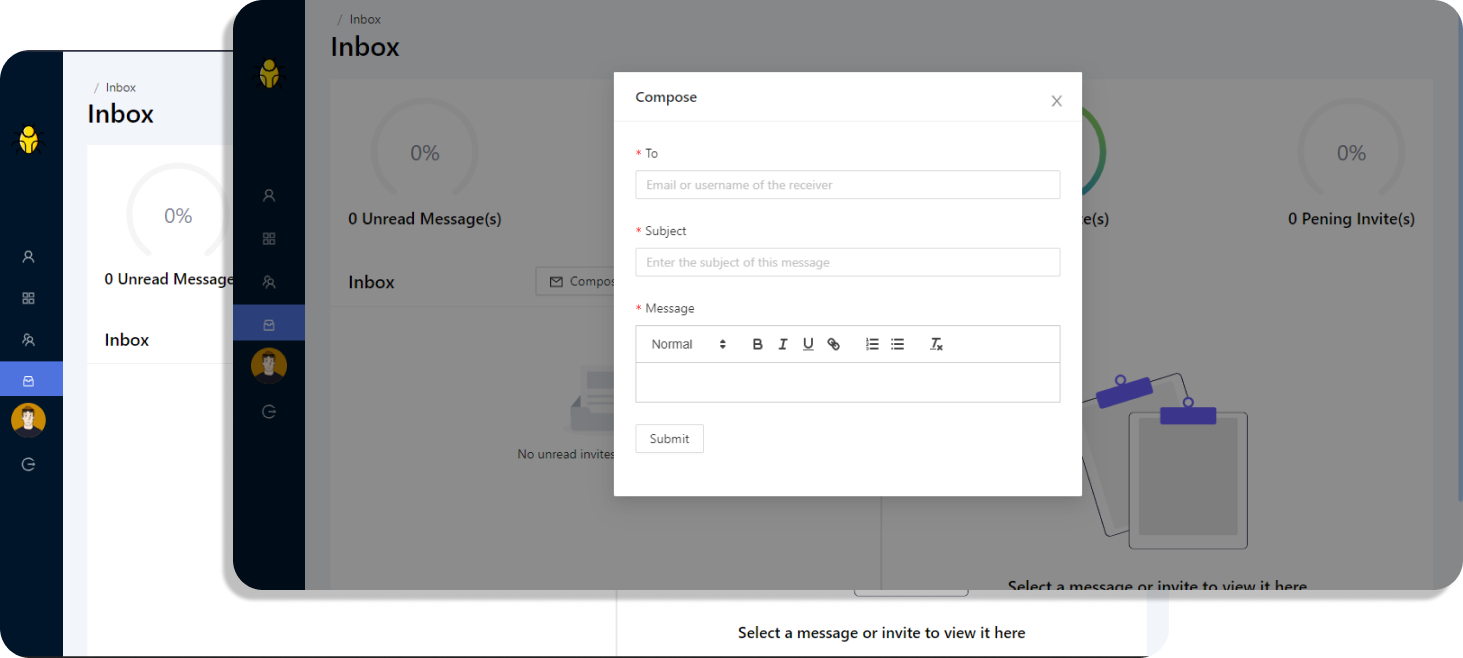 / Inbox
Inbox
0%
0 Unread Message
Inbox
Select a message or invite to view it here
/ Inbox
Inbox
0%
0 Unread Message(s)
0%
0 Pening Invite(s)
Inbox
No unread invites
Select a message or invite to view it here
Compose
* To
Email or username of the receiver
* Subject
Enter the subject of this message
* Message
Normal B I U
Submit